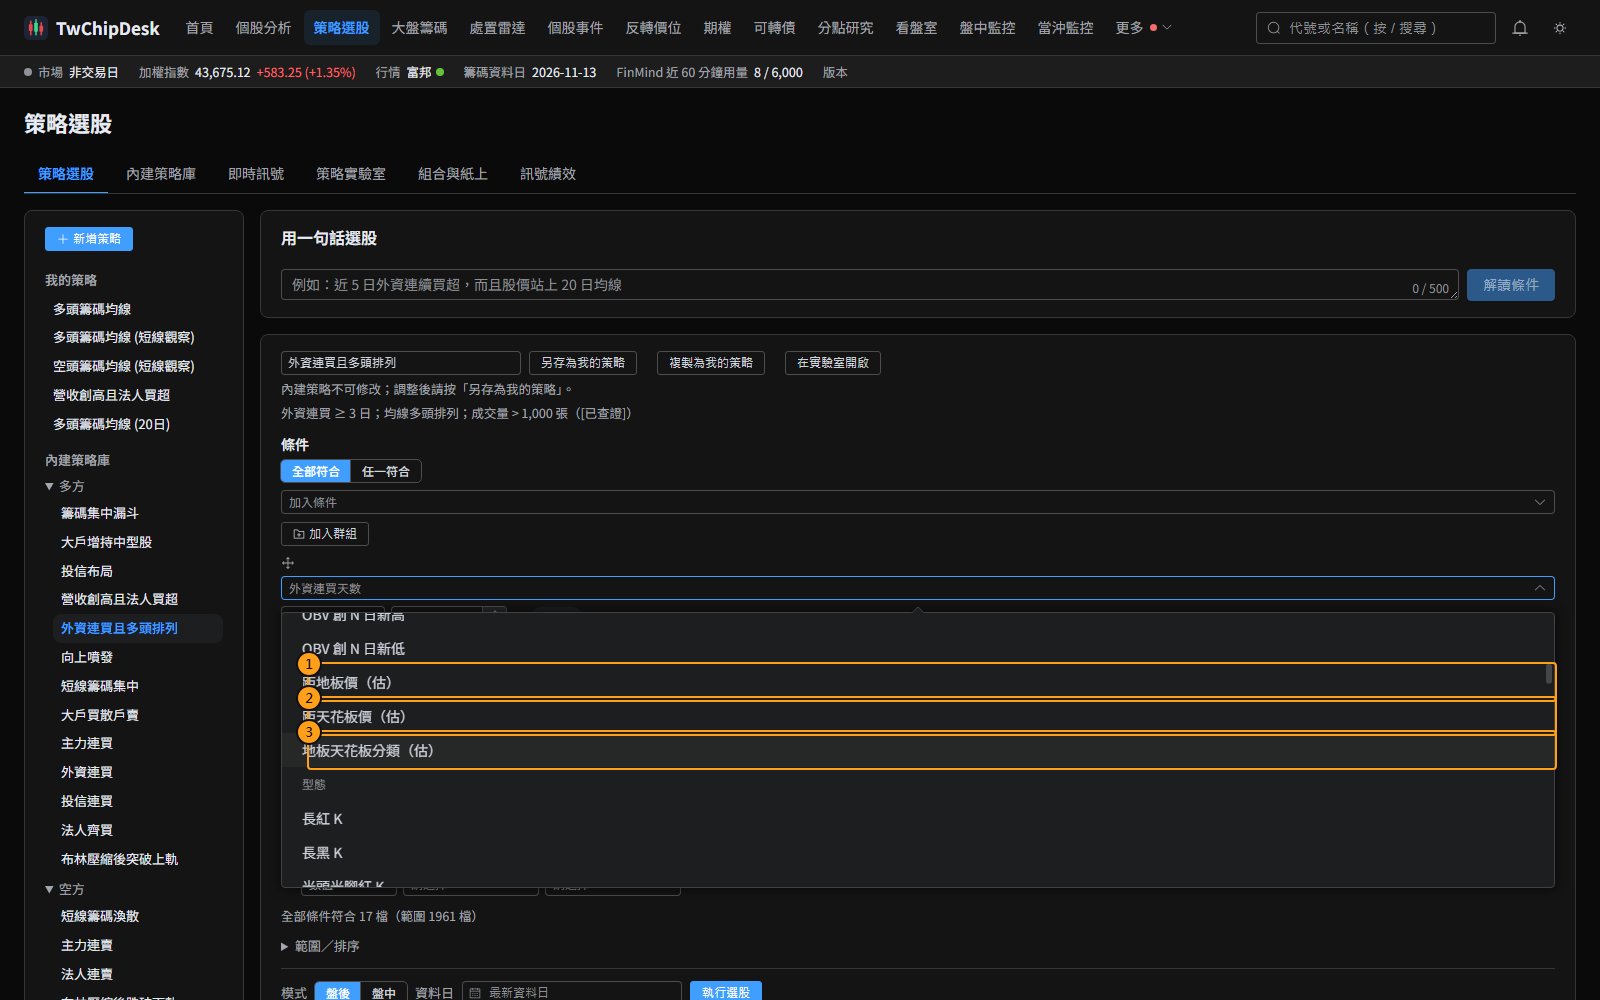 TwChipDesk 首頁 個股分析 策略選股 大盤籌碼 處置雷達 個股事件 反轉價位 期權 可轉債 分點研究 看盤室 盤中監控 當沖監控 更多 代號或名稱 ( 按 / 搜尋 )
市場 非交易日 加權指數 43,675.12 +583.25 (+1.35%) 行情 富邦 籌碼資料日 2026-11-13 FinMind 近 60 分鐘用量 8 / 6,000 版本
策略選股
策略選股 內建策略庫 即時訊號 策略實驗室 組合與紙上 訊號績效
新增策略
我的策略
多頭籌碼均線
多頭籌碼均線 (短線觀察)
空頭籌碼均線 (短線觀察)
營收創高且法人買超
多頭籌碼均線 (20日)
內建策略庫
多方
籌碼集中漏斗
大戶增持中型股
投信布局
營收創高且法人買超
外資連買且多頭排列
向上噴發
短線籌碼集中
大戶買散戶賣
主力連買
外資連買
投信連買
法人齊買
布林壓縮後突破上軌
空方
短線籌碼渙散
主力連賣
法人連賣
用一句話選股
例如：近 5 日外資連續買超，而且股價站上 20 日均線
0 / 500
解讀條件
外資連買且多頭排列 另存為我的策略 複製為我的策略 在實驗室開啟
內建策略不可修改；調整後請按「另存為我的策略」。
外資連買 ≥ 3 日；均線多頭排列；成交量 > 1,000 張（[已查證]）
條件
全部符合 任一符合
加入條件
加入群組
外資連買天數
OBV 創 N 日新高
OBV 創 N 日新低
1
距地板價（估）
2
距天花板價（估）
3
地板天花板分類（估）
型態
長紅 K
長黑 K
光頭光腳紅 K
全部條件符合 17 檔（範圍 1961 檔）
範圍／排序
模式 盤後 盤中 資料日 最新資料日 執行選股